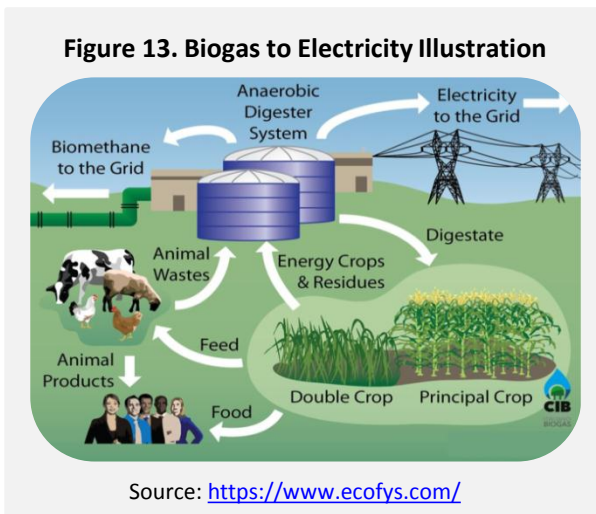 Figure 13. Biogas to Electricity Illustration
Anaerobic
Digester
System
Electricity
to the Grid
Biomethane
to the Grid
Animal
Wastes
Energy Crops
& Residues
Digestate
Feed
Animal
Products
Food
Double Crop
Principal Crop
CIB
BIOGAS
Source: https://www.ecofys.com/